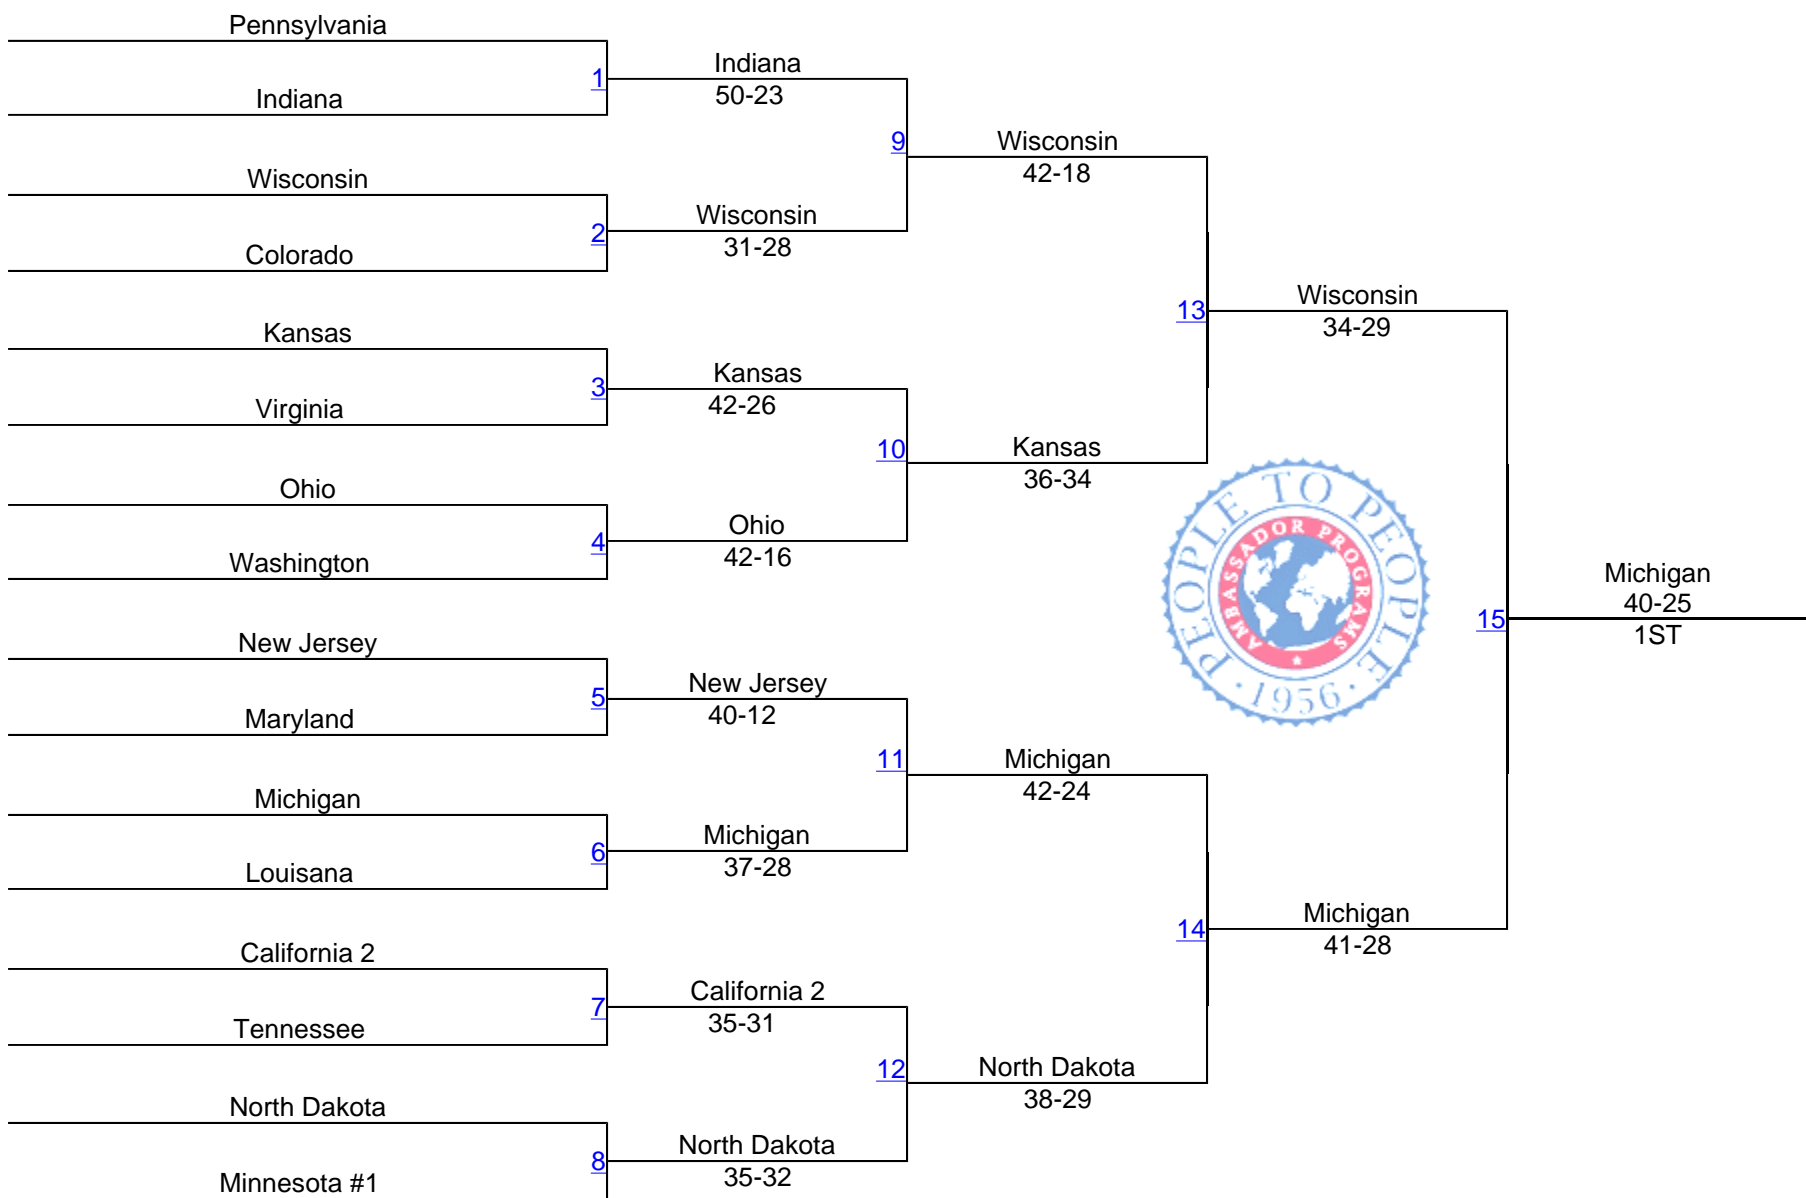 Pennsylvania
1
Indiana
Indiana
50-23
Wisconsin
2
Colorado
Wisconsin
31-28
9
Wisconsin
42-18
Kansas
3
Virginia
Kansas
42-26
Ohio
4
Washington
Ohio
42-16
10
Kansas
36-34
13
Wisconsin
34-29
New Jersey
5
Maryland
New Jersey
40-12
Michigan
6
Louisana
Michigan
37-28
11
Michigan
42-24
California 2
7
Tennessee
California 2
35-31
North Dakota
8
Minnesota #1
North Dakota
35-32
12
North Dakota
38-29
14
Michigan
41-28
15
Michigan
40-25
1ST
PEOPLE TO PEOPLE
AMBASSADOR PROGRAMS
·1956·